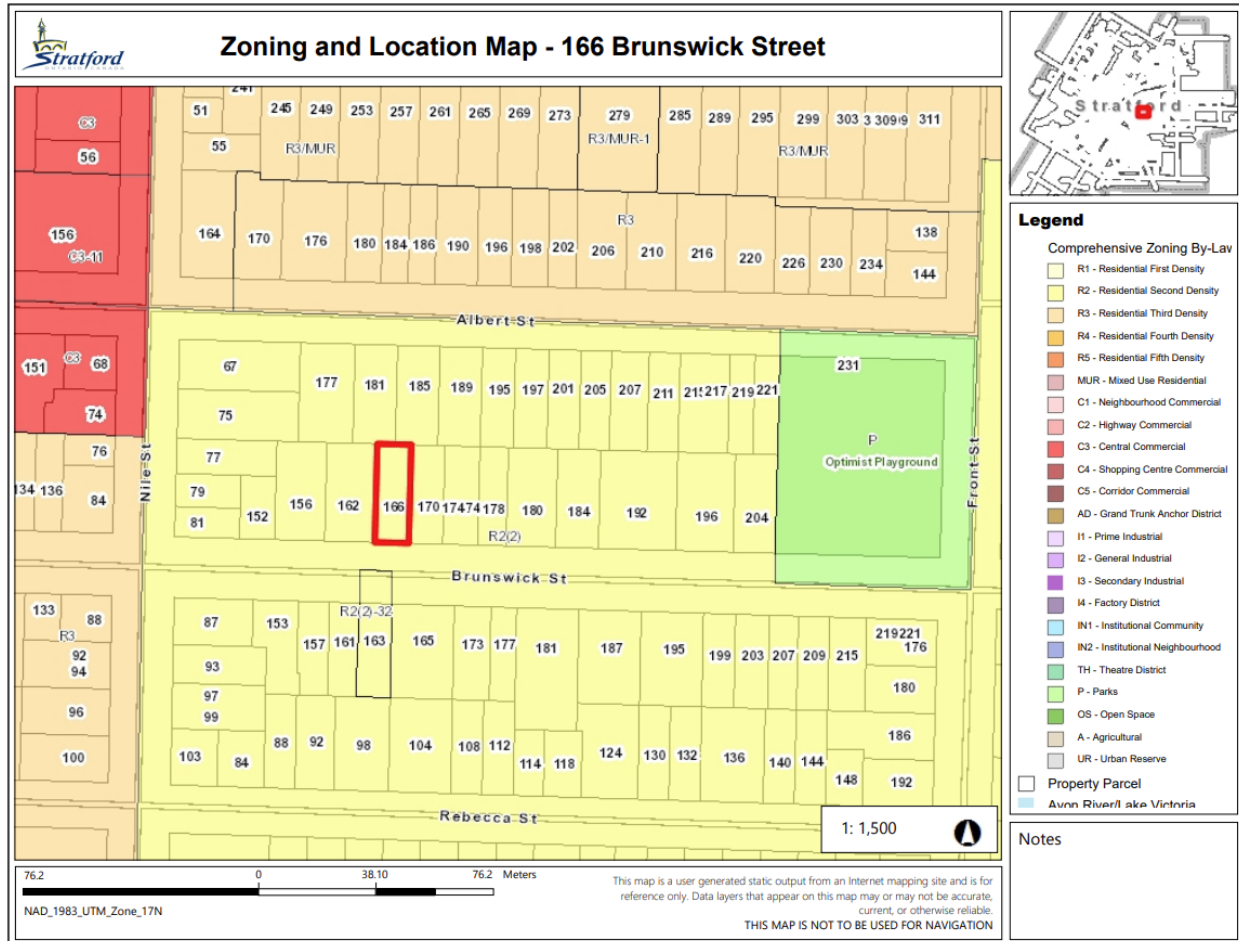 Stratford
ONTARIO CANADA
Zoning and Location Map - 166 Brunswick Street
Stratford
C3
56
51
241
245 249 253 257 261 265 269 273 279 285 289 295 299 303 3 309 9 311
55
R3/MUR
R3/MUR-1
R3/MUR
R3
156
C3-11
164 170 176 180 184 186 190 196 198 202 206 210 216 220 226 230 234
138
144
Albert St
151 C3 68
74
67
177 181 185 189 195 197 201 205 207 211 217 219 221
75
231
P
Optimist Playground
Nile St
Front St
76
134 136 84
77
79
81
152 156 162 166 170 174 74 178 180 184 192 196 204
R2(2)
Brunswick St
R2(2)-32
133 88
R3
92
94
96
100
87
153
157 161 163 165 173 177 181 187 195 199 203 207 209 215
219 221
176
93
97
99
180
103 84 88 92 98 104 108 112 114 118 124 130 132 136 140 144 148
186
192
Rebecca St
1: 1,500
Legend
Comprehensive Zoning By-Law
R1 - Residential First Density
R2 - Residential Second Density
R3 - Residential Third Density
R4 - Residential Fourth Density
R5 - Residential Fifth Density
MUR - Mixed Use Residential
C1 - Neighbourhood Commercial
C2 - Highway Commercial
C3 - Central Commercial
C4 - Shopping Centre Commercial
C5 - Corridor Commercial
AD - Grand Trunk Anchor District
I1 - Prime Industrial
I2 - General Industrial
I3 - Secondary Industrial
I4 - Factory District
IN1 - Institutional Community
IN2 - Institutional Neighbourhood
TH - Theatre District
P - Parks
OS - Open Space
A - Agricultural
UR - Urban Reserve
Property Parcel
Avon River/Lake Victoria
Notes
76.2 0 38.10 76.2 Meters
NAD_1983_UTM_Zone_17N
This map is a user generated static output from an Internet mapping site and is for
reference only. Data layers that appear on this map may or may not be accurate,
current, or otherwise reliable.
THIS MAP IS NOT TO BE USED FOR NAVIGATION